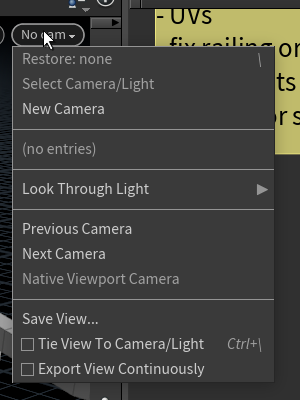 No cam
- UVs
fix railing or
ts
or s
Restore: none \
Select Camera/Light
New Camera
(no entries)
Look Through Light
Previous Camera
Next Camera
Native Viewport Camera
Save View...
Tie View To Camera/Light Ctrl+\
Export View Continuously